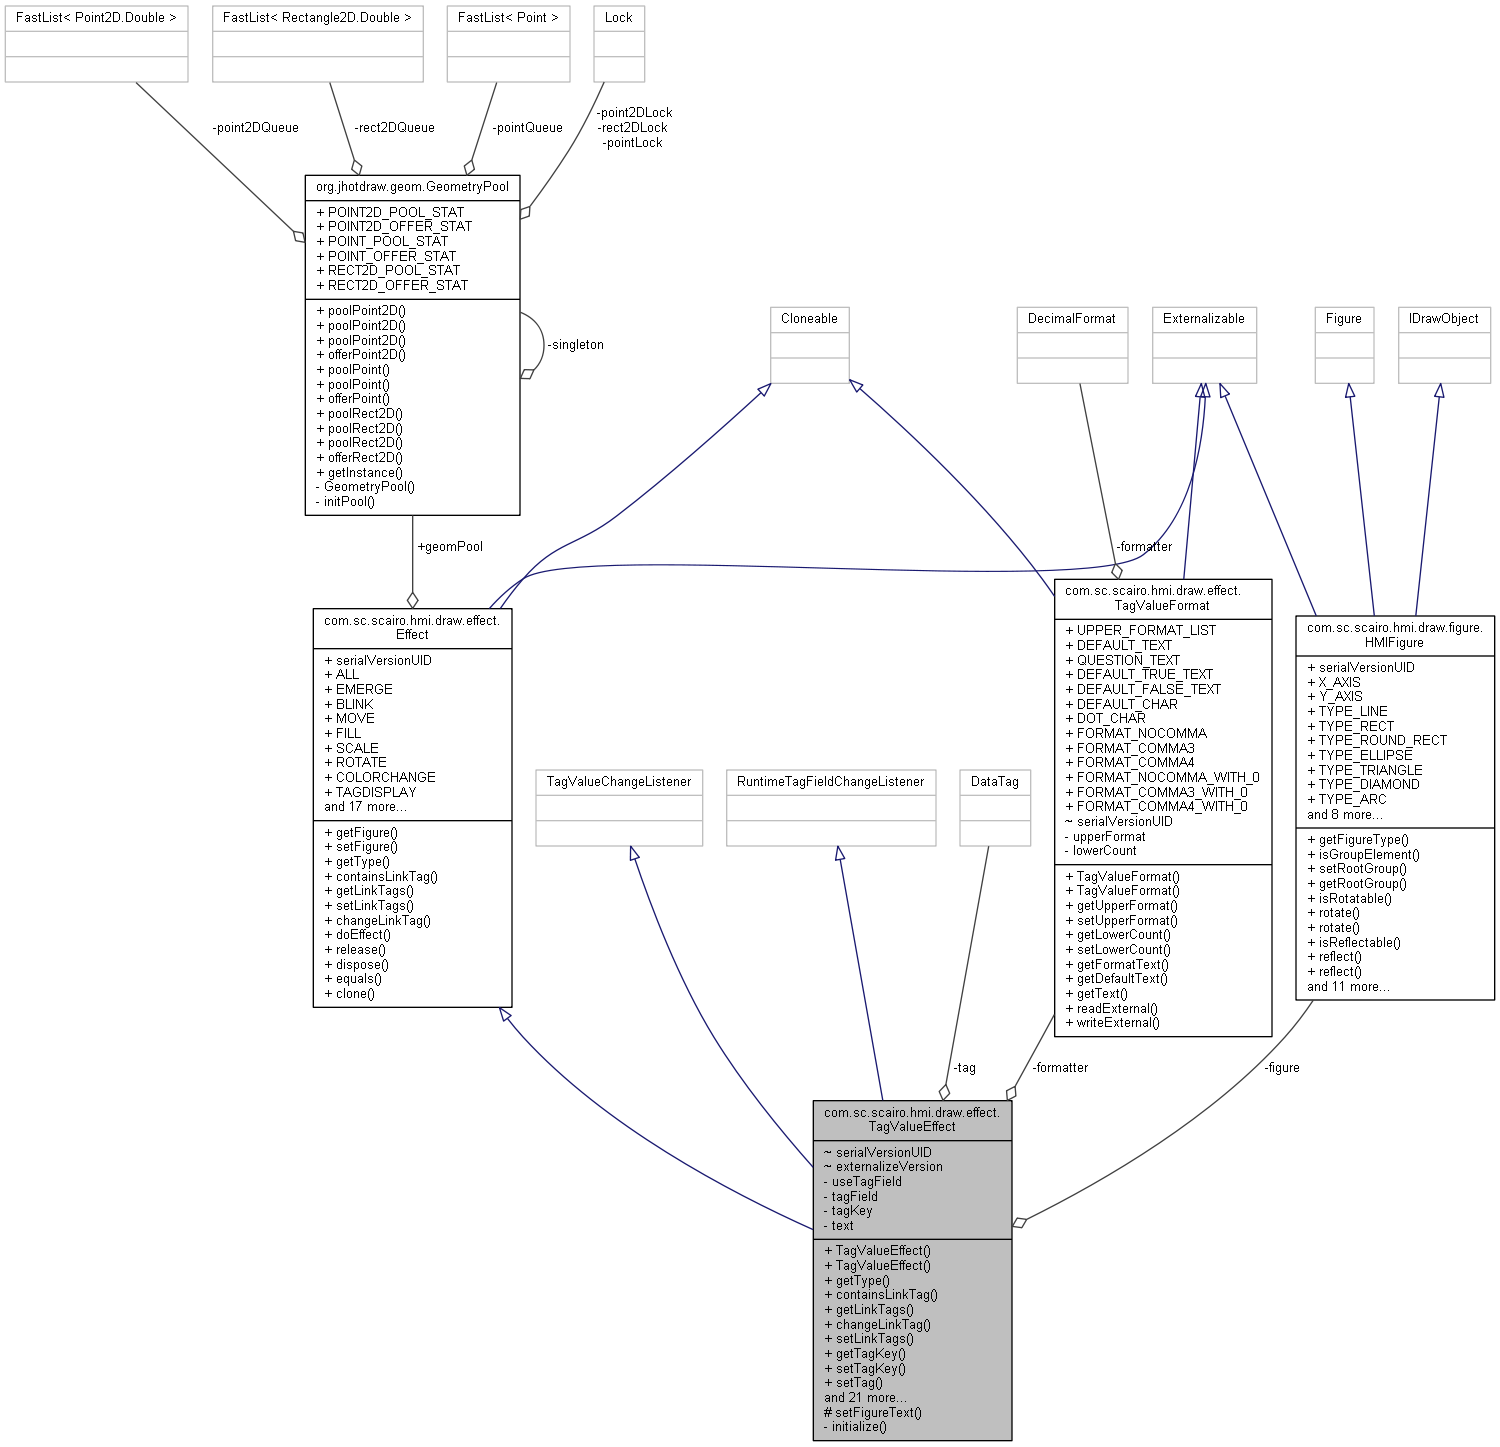 FastList< Point2D.Double >
FastList< Rectangle2D.Double >
FastList< Point >
Lock
-point2DQueue
-rect2DQueue
-pointQueue
-point2DLock
-rect2DLock
-pointLock
org.jhotdraw.geom.GeometryPool
+ POINT2D_POOL_STAT
+ POINT2D_OFFER_STAT
+ POINT_POOL_STAT
+ POINT_OFFER_STAT
+ RECT2D_POOL_STAT
+ RECT2D_OFFER_STAT
+ poolPoint2D()
+ poolPoint2D()
+ poolPoint2D()
+ offerPoint2D()
+ poolPoint()
+ poolPoint()
+ offerPoint()
+ poolRect2D()
+ poolRect2D()
+ poolRect2D()
+ offerRect2D()
+ getInstance()
- GeometryPool()
- initPool()
-singleton
Cloneable
DecimalFormat
Externalizable
Figure
IDrawObject
+geomPool
-formatter
com.sc.scairo.hmi.draw.effect.
Effect
+ serialVersionUID
+ ALL
+ EMERGE
+ BLINK
+ MOVE
+ FILL
+ SCALE
+ ROTATE
+ COLORCHANGE
+ TAGDISPLAY
and 17 more...
+ getFigure()
+ setFigure()
+ getType()
+ containsLinkTag()
+ getLinkTags()
+ setLinkTags()
+ changeLinkTag()
+ doEffect()
+ release()
+ dispose()
+ equals()
+ clone()
TagValueChangeListener
RuntimeTagFieldChangeListener
DataTag
com.sc.scairo.hmi.draw.effect.
TagValueFormat
+ UPPER_FORMAT_LIST
+ DEFAULT_TEXT
+ QUESTION_TEXT
+ DEFAULT_TRUE_TEXT
+ DEFAULT_FALSE_TEXT
+ DEFAULT_CHAR
+ DOT_CHAR
+ FORMAT_NOCOMMA
+ FORMAT_COMMA3
+ FORMAT_COMMA4
+ FORMAT_NOCOMMA_WITH_0
+ FORMAT_COMMA3_WITH_0
+ FORMAT_COMMA4_WITH_0
~ serialVersionUID
- upperFormat
- lowerCount
+ TagValueFormat()
+ TagValueFormat()
+ getUpperFormat()
+ setUpperFormat()
+ getLowerCount()
+ setLowerCount()
+ getFormatText()
+ getDefaultText()
+ getText()
+ readExternal()
+ writeExternal()
com.sc.scairo.hmi.draw.figure.
HMIFigure
+ serialVersionUID
+ X_AXIS
+ Y_AXIS
+ TYPE_LINE
+ TYPE_RECT
+ TYPE_ROUND_RECT
+ TYPE_ELLIPSE
+ TYPE_TRIANGLE
+ TYPE_DIAMOND
+ TYPE_ARC
and 8 more...
+ getFigureType()
+ isGroupElement()
+ setRootGroup()
+ getRootGroup()
+ isRotatable()
+ rotate()
+ rotate()
+ isReflectable()
+ reflect()
+ reflect()
and 11 more...
-tag
-formatter
-figure
com.sc.scairo.hmi.draw.effect.
TagValueEffect
~ serialVersionUID
~ externalizeVersion
- useTagField
- tagField
- tagKey
- text
+ TagValueEffect()
+ TagValueEffect()
+ getType()
+ containsLinkTag()
+ getLinkTags()
+ changeLinkTag()
+ setLinkTags()
+ getTagKey()
+ setTagKey()
+ setTag()
and 21 more...
# setFigureText()
- initialize()